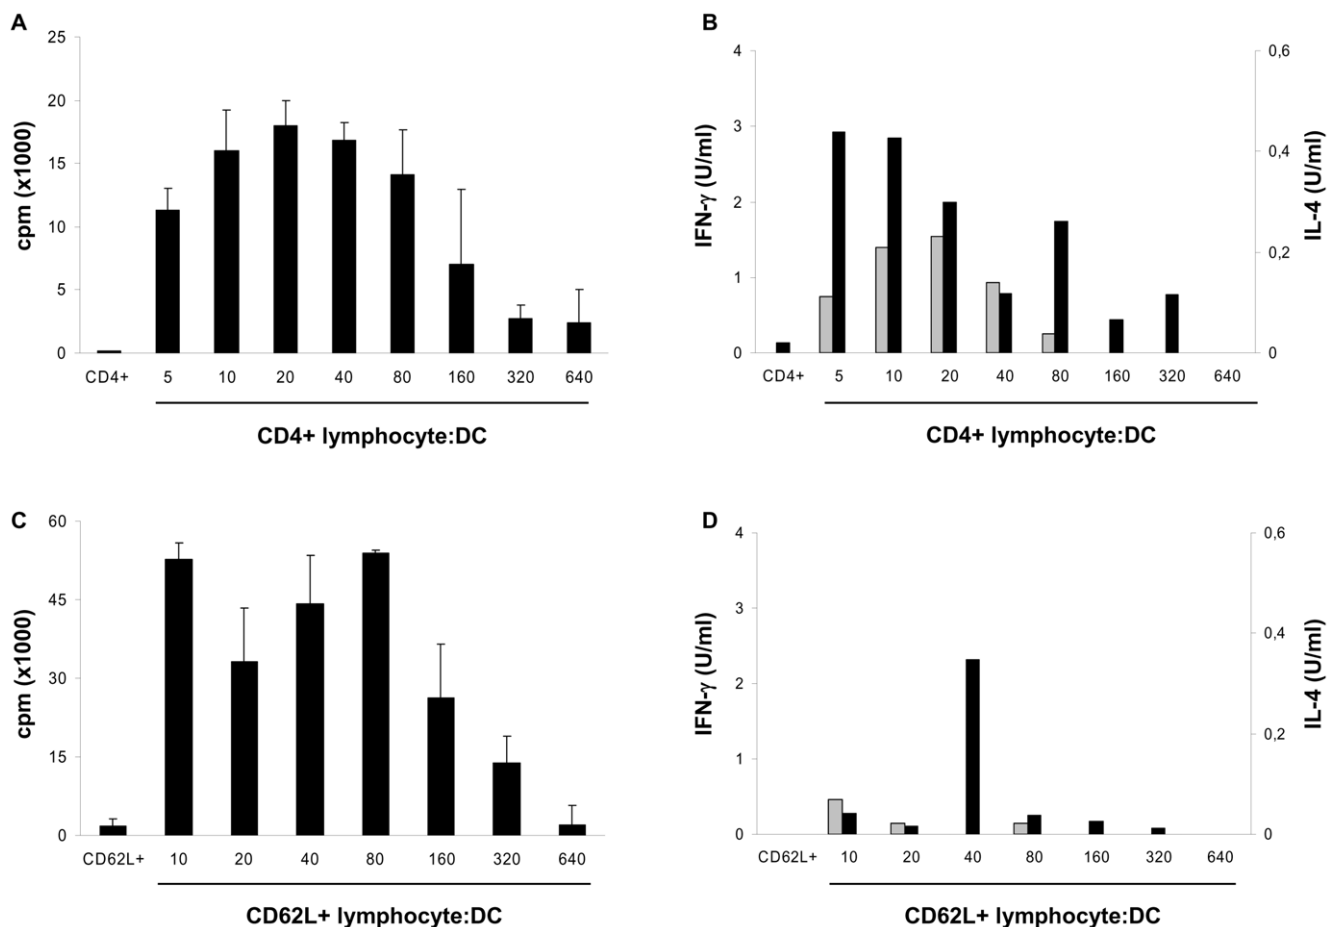 A
cpm (x1000)
25
20
15
10
5
0
CD4+ 5 10 20 40 80 160 320 640
CD4+ lymphocyte:DC
B
IFN-γ (U/ml)
4
3
2
1
0
0,6
0,4
0,2
0
IL-4 (U/ml)
CD4+ 5 10 20 40 80 160 320 640
CD4+ lymphocyte:DC
C
cpm (x1000)
60
45
30
15
0
CD62L+ 10 20 40 80 160 320 640
CD62L+ lymphocyte:DC
D
IFN-γ (U/ml)
4
3
2
1
0
0,6
0,4
0,2
0
IL-4 (U/ml)
CD62L+ 10 20 40 80 160 320 640
CD62L+ lymphocyte:DC